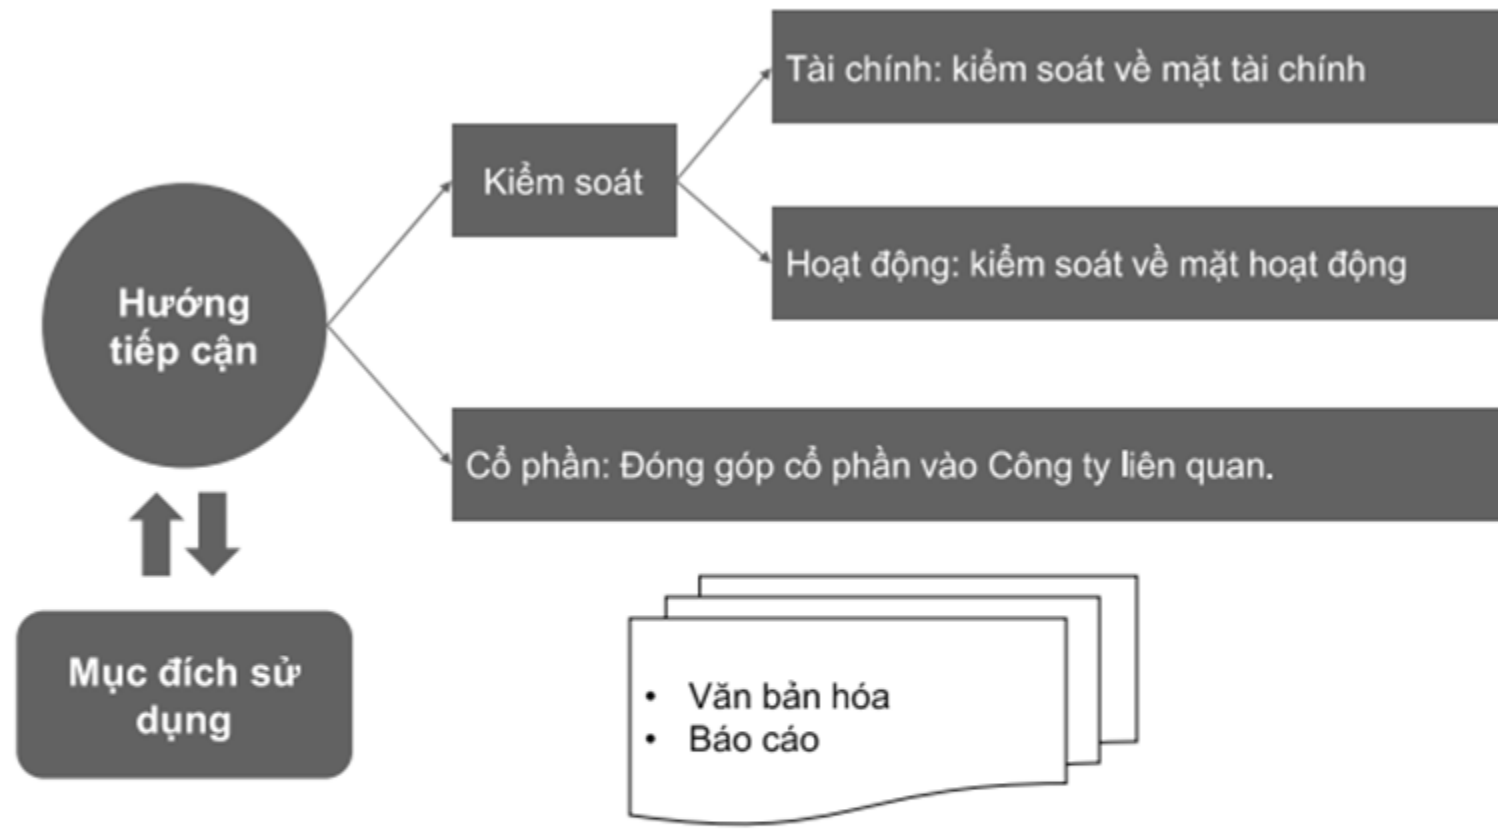 Tài chính: kiểm soát về mặt tài chính
Kiểm soát
Hoạt động: kiểm soát về mặt hoạt động
Hướng
tiếp cận
Cổ phần: Đóng góp cổ phần vào Công ty liên quan.
Mục đích sử
dụng
• Văn bản hóa
• Báo cáo